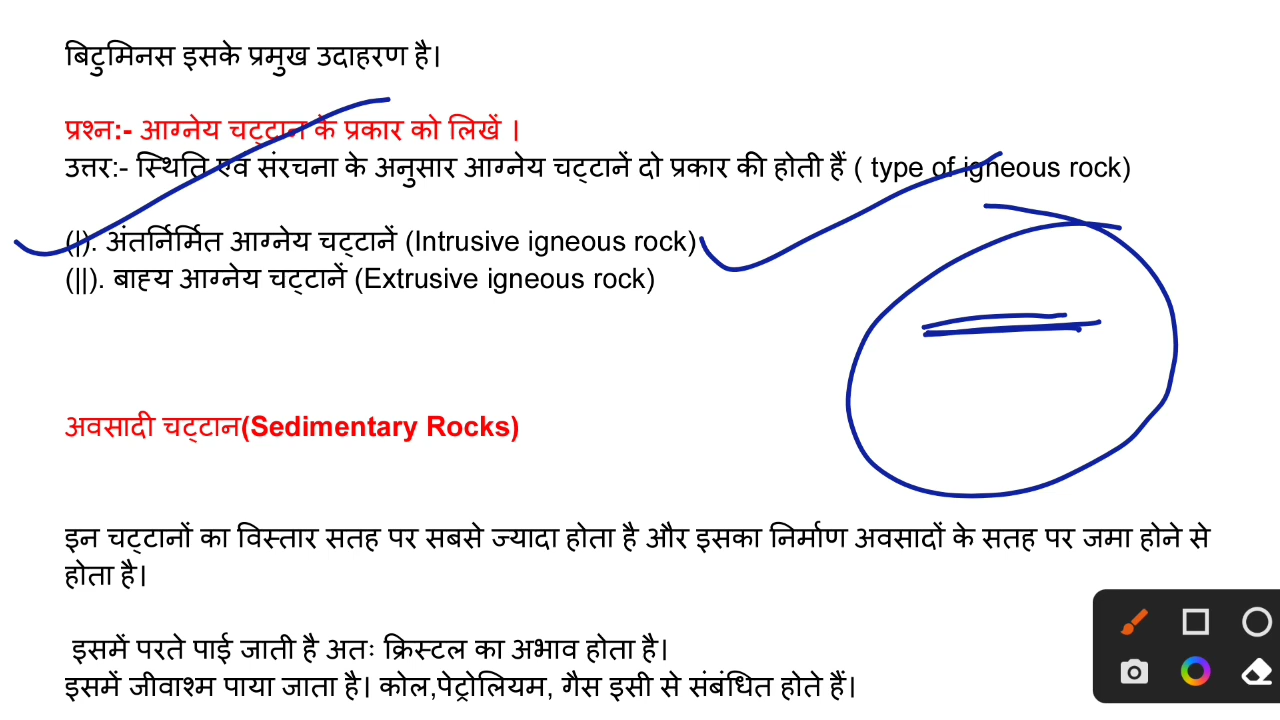 बिटुमिनस इसके प्रमुख उदाहरण है।
प्रश्न:- आग्नेय चट्टान के प्रकार को लिखें ।
उत्तर:- स्थिति एवं संरचना के अनुसार आग्नेय चट्टानें दो प्रकार की होती हैं ( type of igneous rock)
(|). अंतर्निर्मित आग्नेय चट्टानें (Intrusive igneous rock)
(||). बाह्य आग्नेय चट्टानें (Extrusive igneous rock)
अवसादी चट्टान(Sedimentary Rocks)
इन चट्टानों का विस्तार सतह पर सबसे ज्यादा होता है और इसका निर्माण अवसादों के सतह पर जमा होने से
होता है।
इसमें परते पाई जाती है अतः क्रिस्टल का अभाव होता है।
इसमें जीवाश्म पाया जाता है। कोल,पेट्रोलियम, गैस इसी से संबंधित होते हैं।